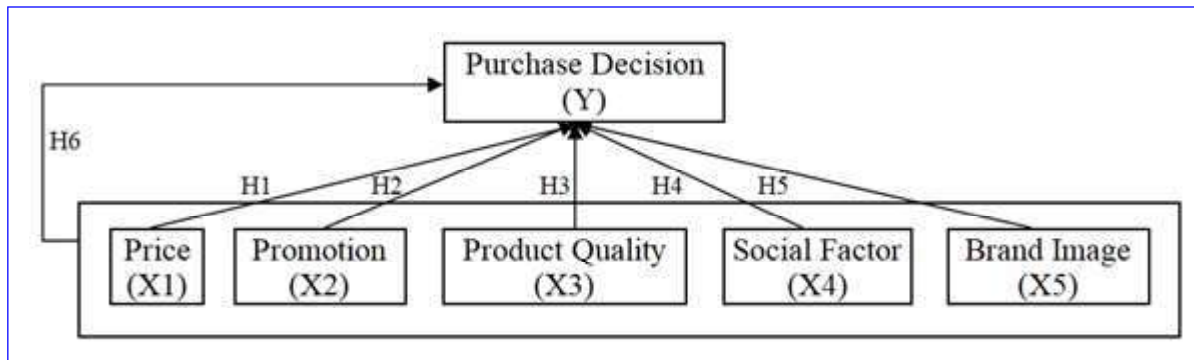 Purchase Decision
(Y)
H6
H1
H2
H3
H4
H5
Price
(X1)
Promotion
(X2)
Product Quality
(X3)
Social Factor
(X4)
Brand Image
(X5)